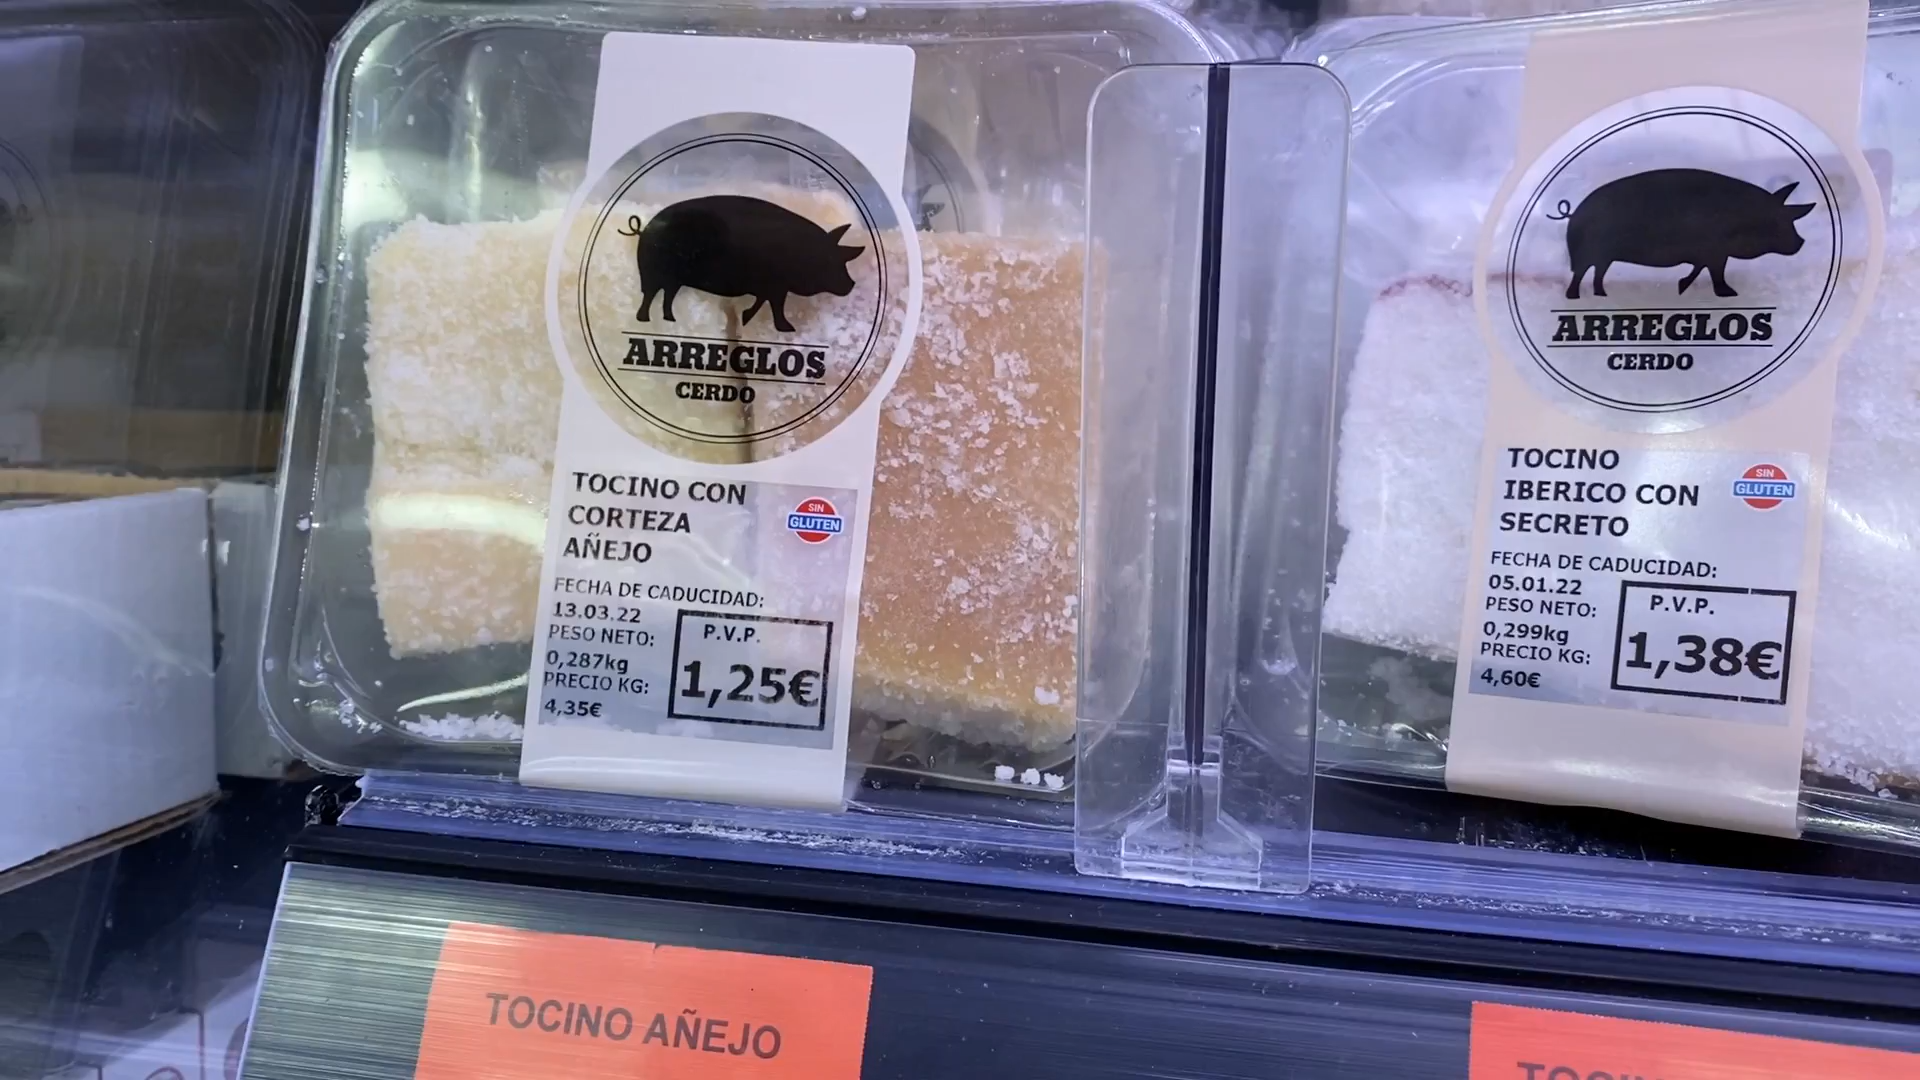 ARREGLOS
CERDO
TOCINO CON
CORTEZA
AÑEJO
SIN
GLUTEN
FECHA DE CADUCIDAD:
13.03.22
PESO NETO:
0,287kg
PRECIO KG:
4,35€
P.V.P.
1,25€
ARREGLOS
CERDO
TOCINO
IBERICO CON
SECRETO
SIN
GLUTEN
FECHA DE CADUCIDAD:
05.01.22
PESO NETO:
0,299kg
PRECIO KG:
4,60€
P.V.P.
1,38€
TOCINO AÑEJO